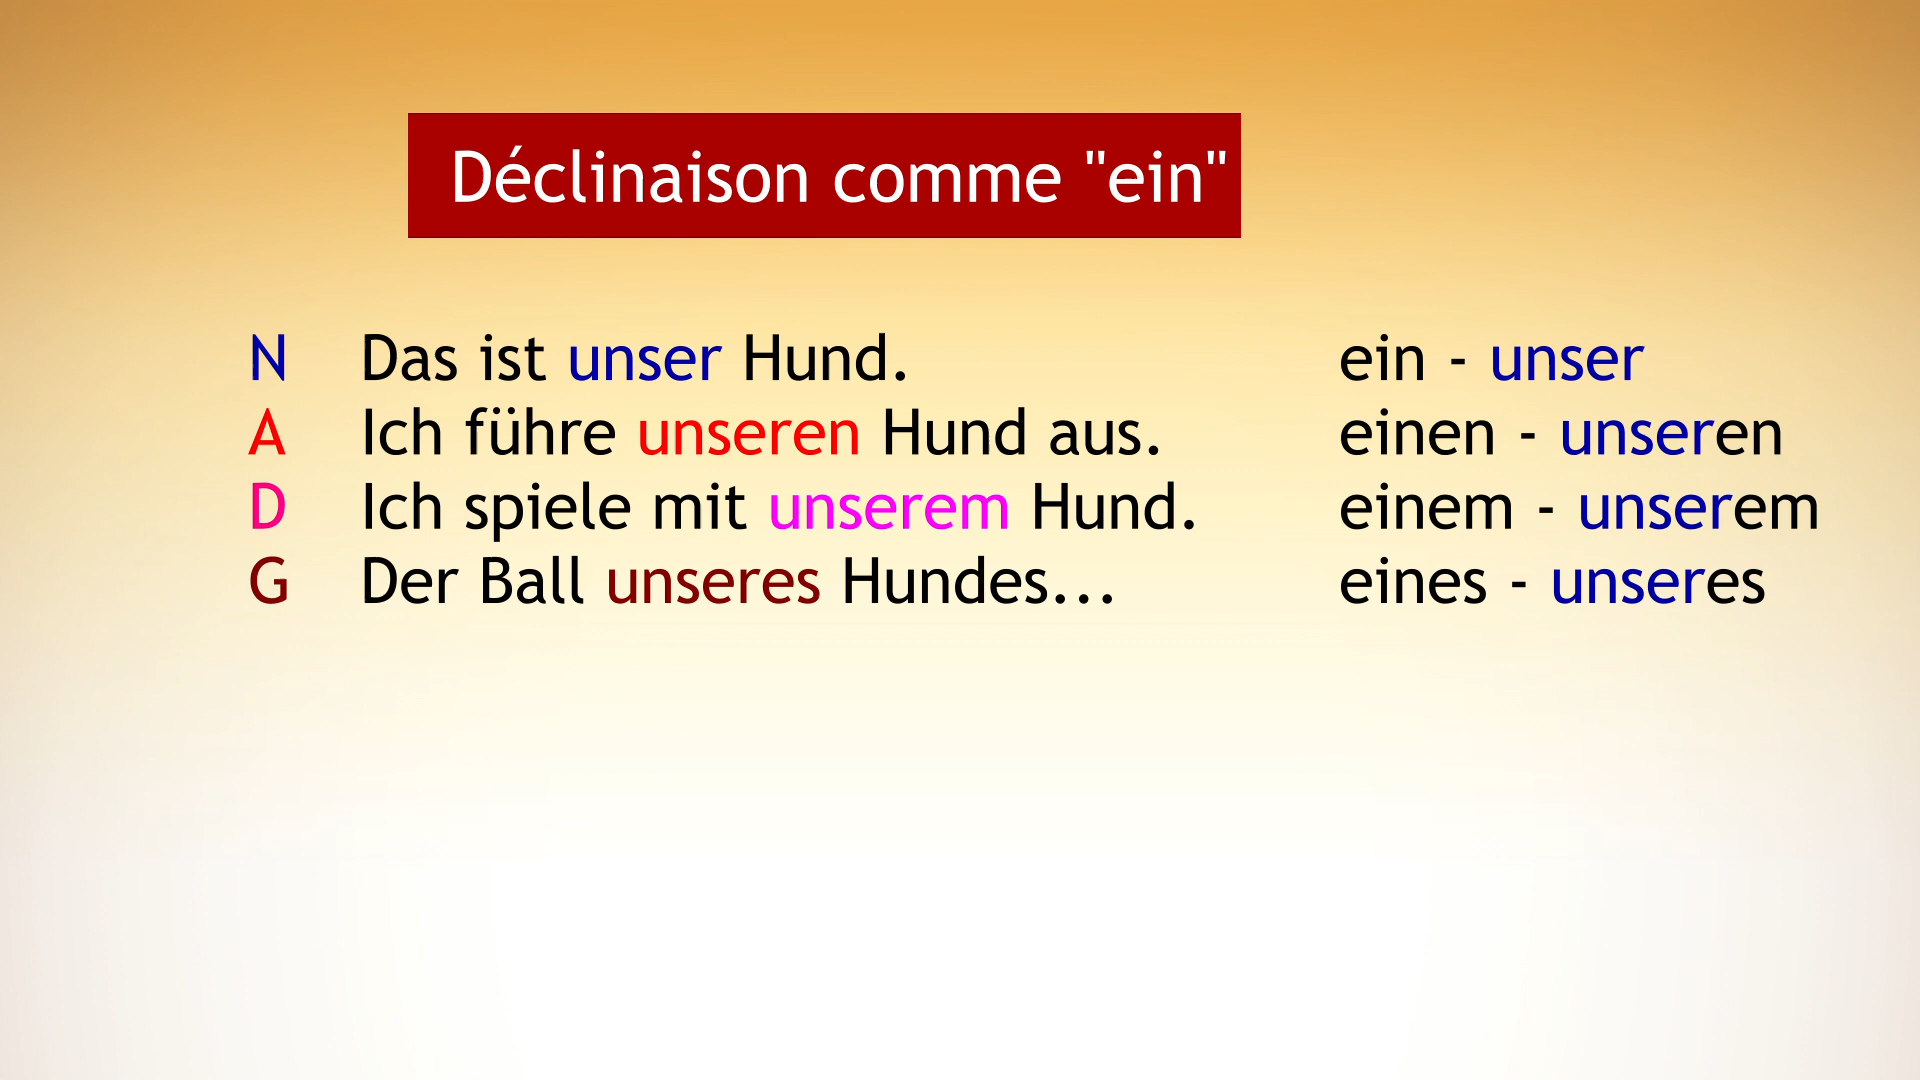 Déclinaison comme "ein"
N Das ist unser Hund. ein - unser
A Ich führe unseren Hund aus. einen - unseren
D Ich spiele mit unserem Hund. einem - unserem
G Der Ball unseres Hundes... eines - unseres